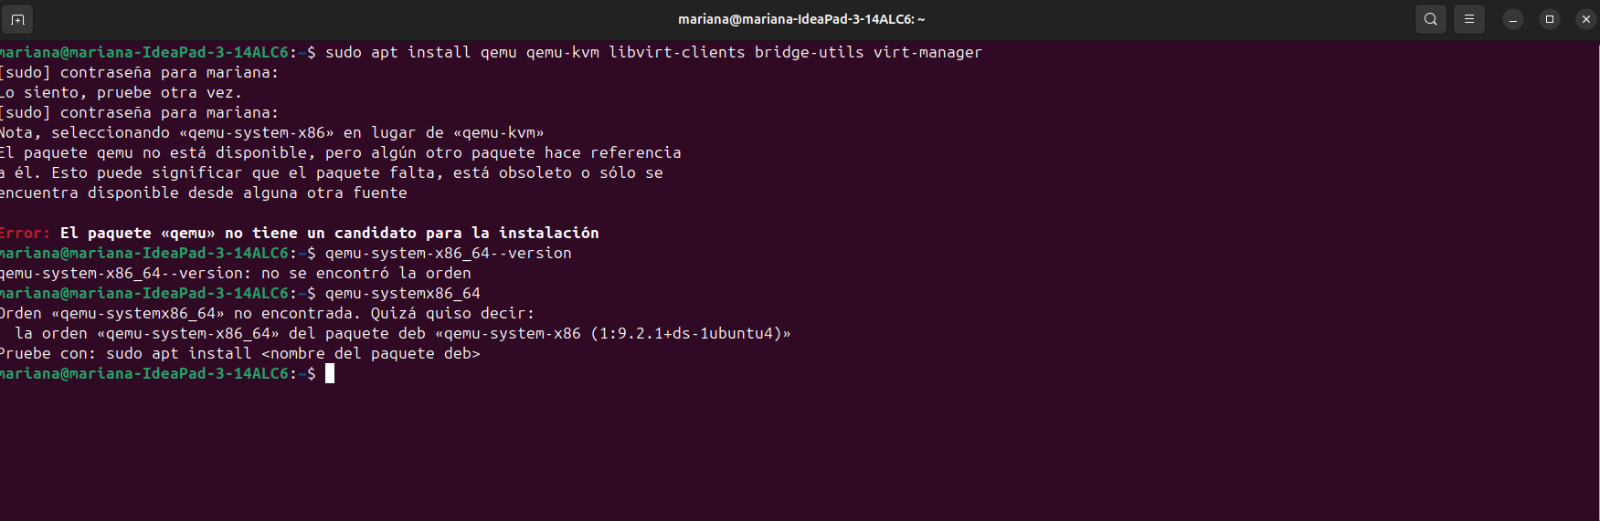 mariana@mariana-IdeaPad-3-14ALC6: ~
mariana@mariana-IdeaPad-3-14ALC6:~$ sudo apt install qemu qemu-kvm libvirt-clients bridge-utils virt-manager
[sudo] contraseña para mariana:
Lo siento, pruebe otra vez.
[sudo] contraseña para mariana:
Nota, seleccionando «qemu-system-x86» en lugar de «qemu-kvm»
El paquete qemu no está disponible, pero algún otro paquete hace referencia
a él. Esto puede significar que el paquete falta, está obsoleto o sólo se
encuentra disponible desde alguna otra fuente
Error: El paquete «qemu» no tiene un candidato para la instalación
mariana@mariana-IdeaPad-3-14ALC6:~$ qemu-system-x86_64--version
qemu-system-x86_64--version: no se encontró la orden
mariana@mariana-IdeaPad-3-14ALC6:~$ qemu-systemx86_64
Orden «qemu-systemx86_64» no encontrada. Quizá quiso decir:
la orden «qemu-system-x86_64» del paquete deb «qemu-system-x86 (1:9.2.1+ds-1ubuntu4)»
Pruebe con: sudo apt install <nombre del paquete deb>
mariana@mariana-IdeaPad-3-14ALC6:~$